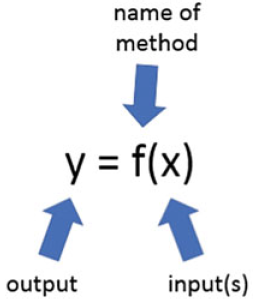 name of
method
y = f(x)
output
input(s)